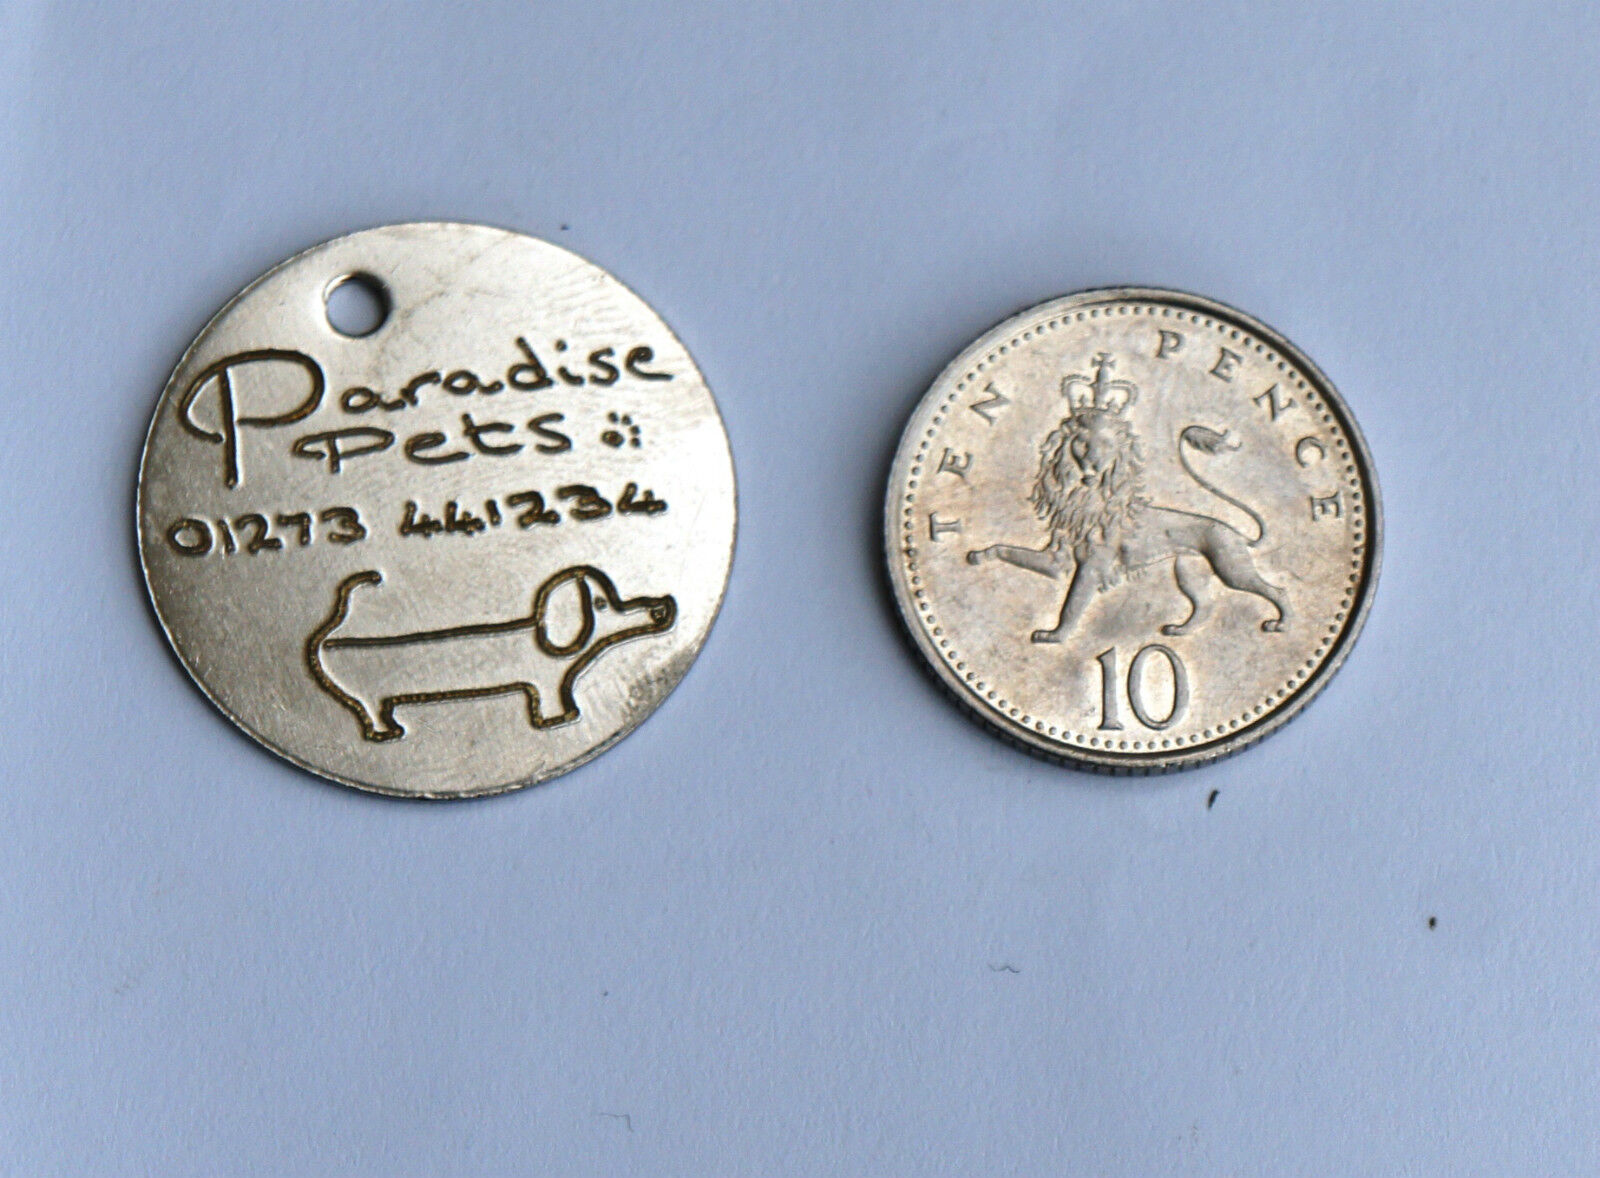 Paradise
Pets
01273 441234
TEN PENCE
10